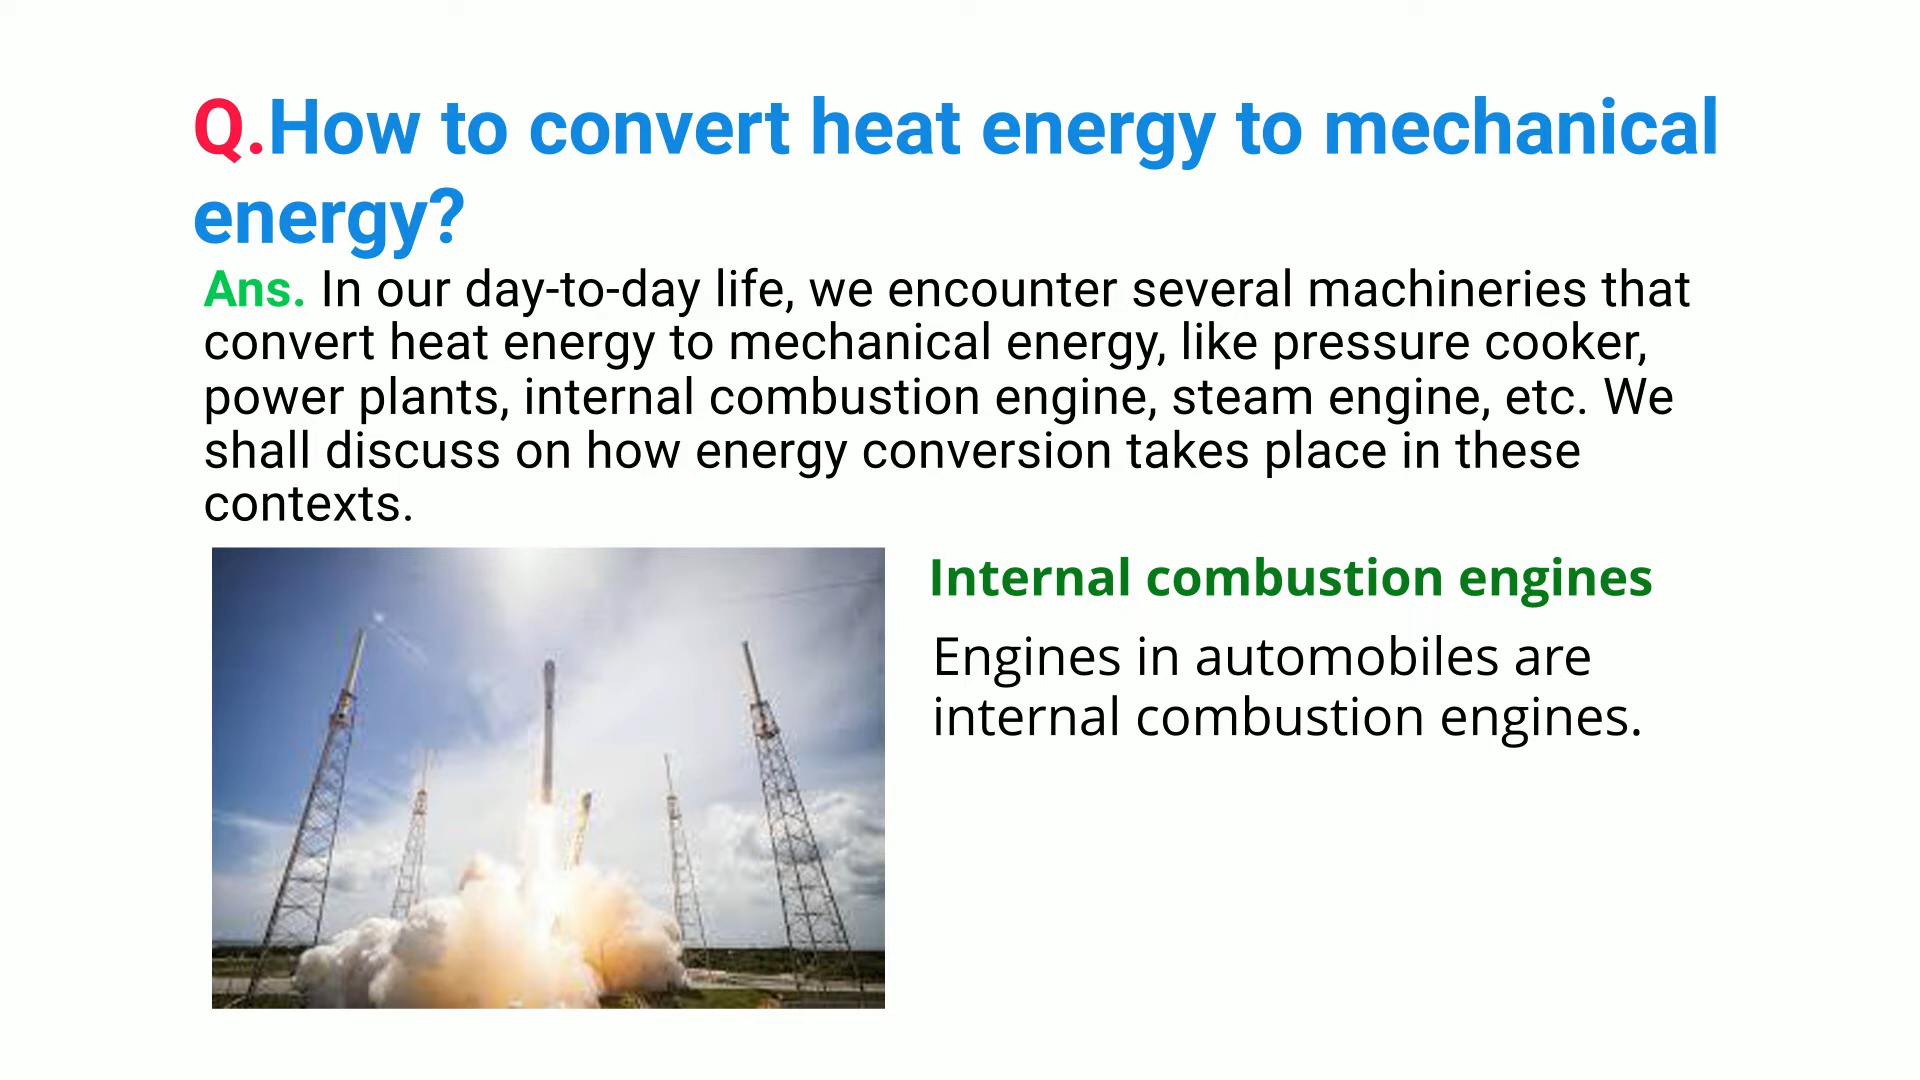 Q.How to convert heat energy to mechanical
energy?
Ans. In our day-to-day life, we encounter several machineries that
convert heat energy to mechanical energy, like pressure cooker,
power plants, internal combustion engine, steam engine, etc. We
shall discuss on how energy conversion takes place in these
contexts.
Internal combustion engines
Engines in automobiles are
internal combustion engines.